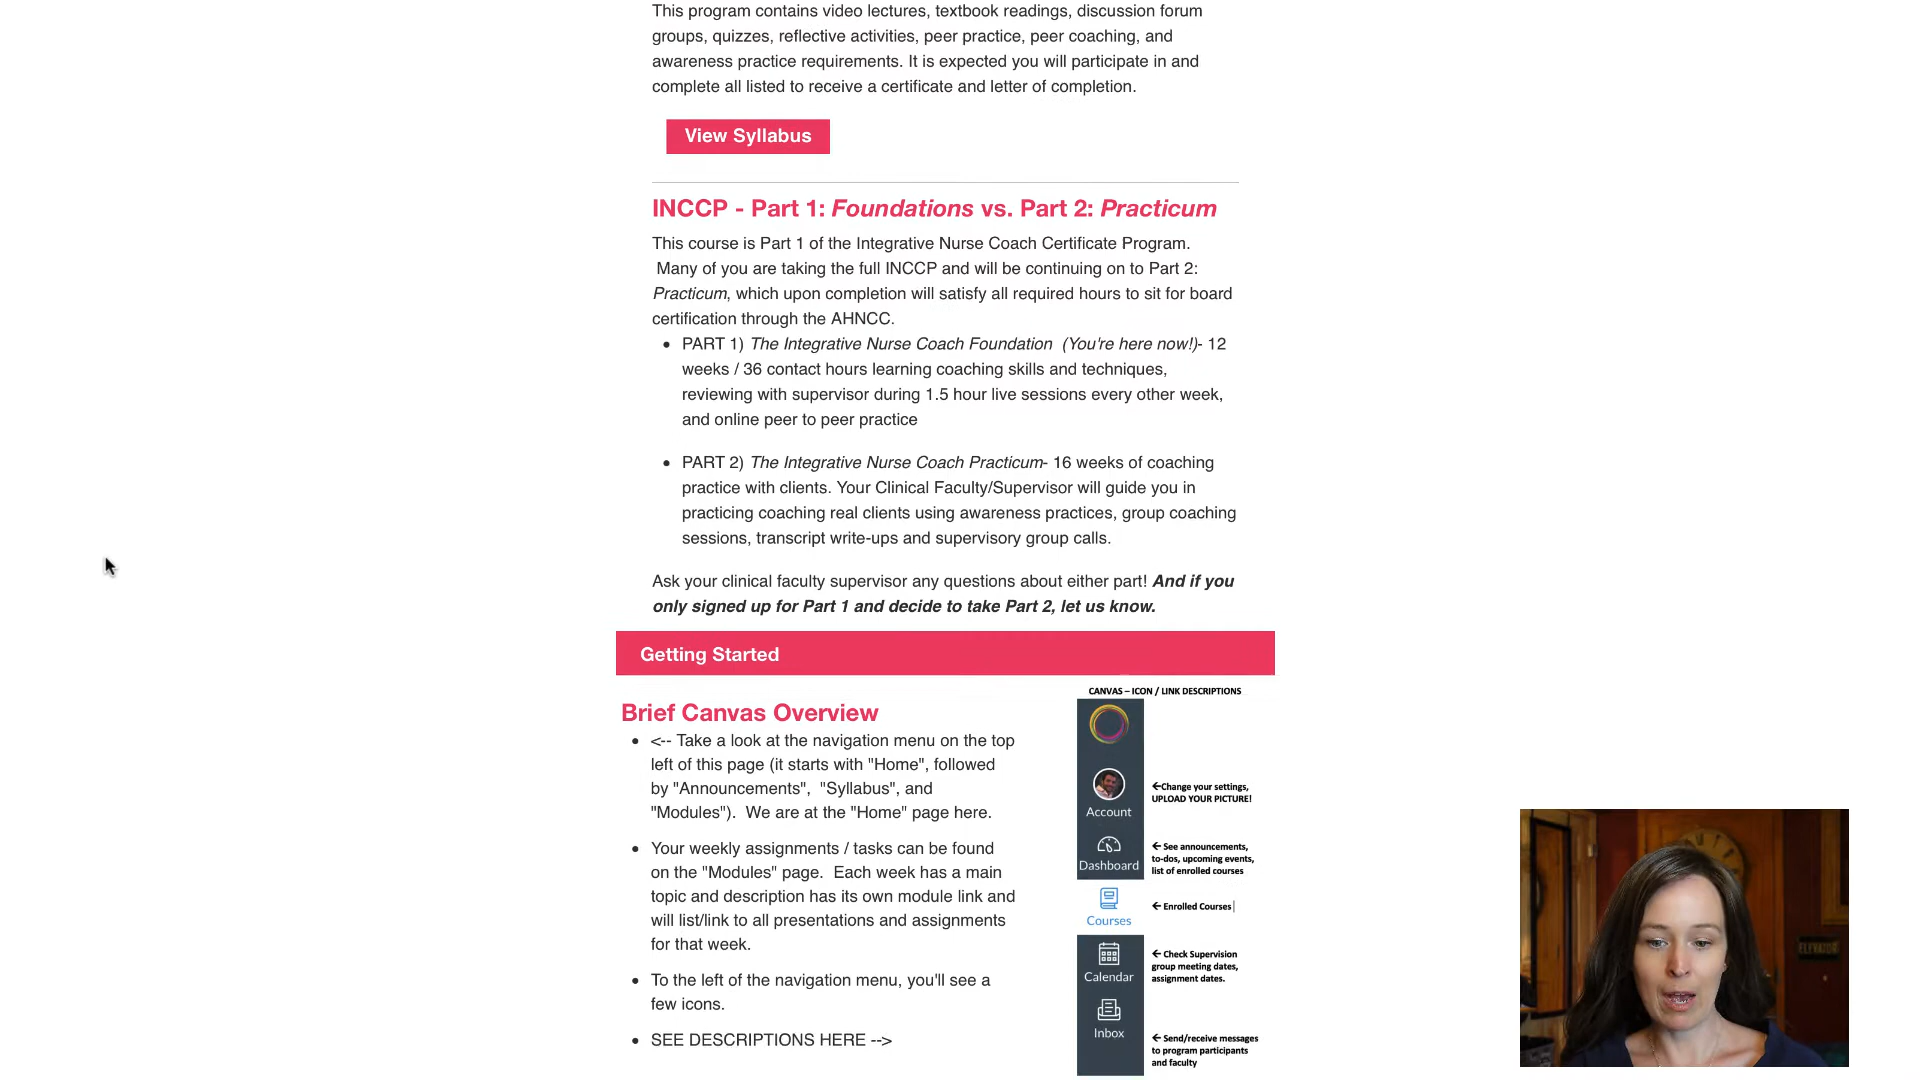 This program contains video lectures, textbook readings, discussion forum
groups, quizzes, reflective activities, peer practice, peer coaching, and
awareness practice requirements. It is expected you will participate in and
complete all listed to receive a certificate and letter of completion.
View Syllabus
INCCP - Part 1: Foundations vs. Part 2: Practicum
This course is Part 1 of the Integrative Nurse Coach Certificate Program.
Many of you are taking the full INCCP and will be continuing on to Part 2:
Practicum, which upon completion will satisfy all required hours to sit for board
certification through the AHNCC.
• PART 1) The Integrative Nurse Coach Foundation (You're here now!)- 12
weeks / 36 contact hours learning coaching skills and techniques,
reviewing with supervisor during 1.5 hour live sessions every other week,
and online peer to peer practice
• PART 2) The Integrative Nurse Coach Practicum- 16 weeks of coaching
practice with clients. Your Clinical Faculty/Supervisor will guide you in
practicing coaching real clients using awareness practices, group coaching
sessions, transcript write-ups and supervisory group calls.
Ask your clinical faculty supervisor any questions about either part! And if you
only signed up for Part 1 and decide to take Part 2, let us know.
Getting Started
Brief Canvas Overview
• <-- Take a look at the navigation menu on the top
left of this page (it starts with "Home", followed
by "Announcements", "Syllabus", and
"Modules"). We are at the "Home" page here.
• Your weekly assignments / tasks can be found
on the "Modules" page. Each week has a main
topic and description has its own module link and
will list/link to all presentations and assignments
for that week.
• To the left of the navigation menu, you'll see a
few icons.
• SEE DESCRIPTIONS HERE -->
CANVAS – ICON / LINK DESCRIPTIONS
Account
←Change your settings,
UPLOAD YOUR PICTURE!
Dashboard
← See announcements,
to-dos, upcoming events,
list of enrolled courses
Courses
← Enrolled Courses
Calendar
← Check Supervision
group meeting dates,
assignment dates.
Inbox
← Send/receive messages
to program participants
and faculty
ELEVATOR